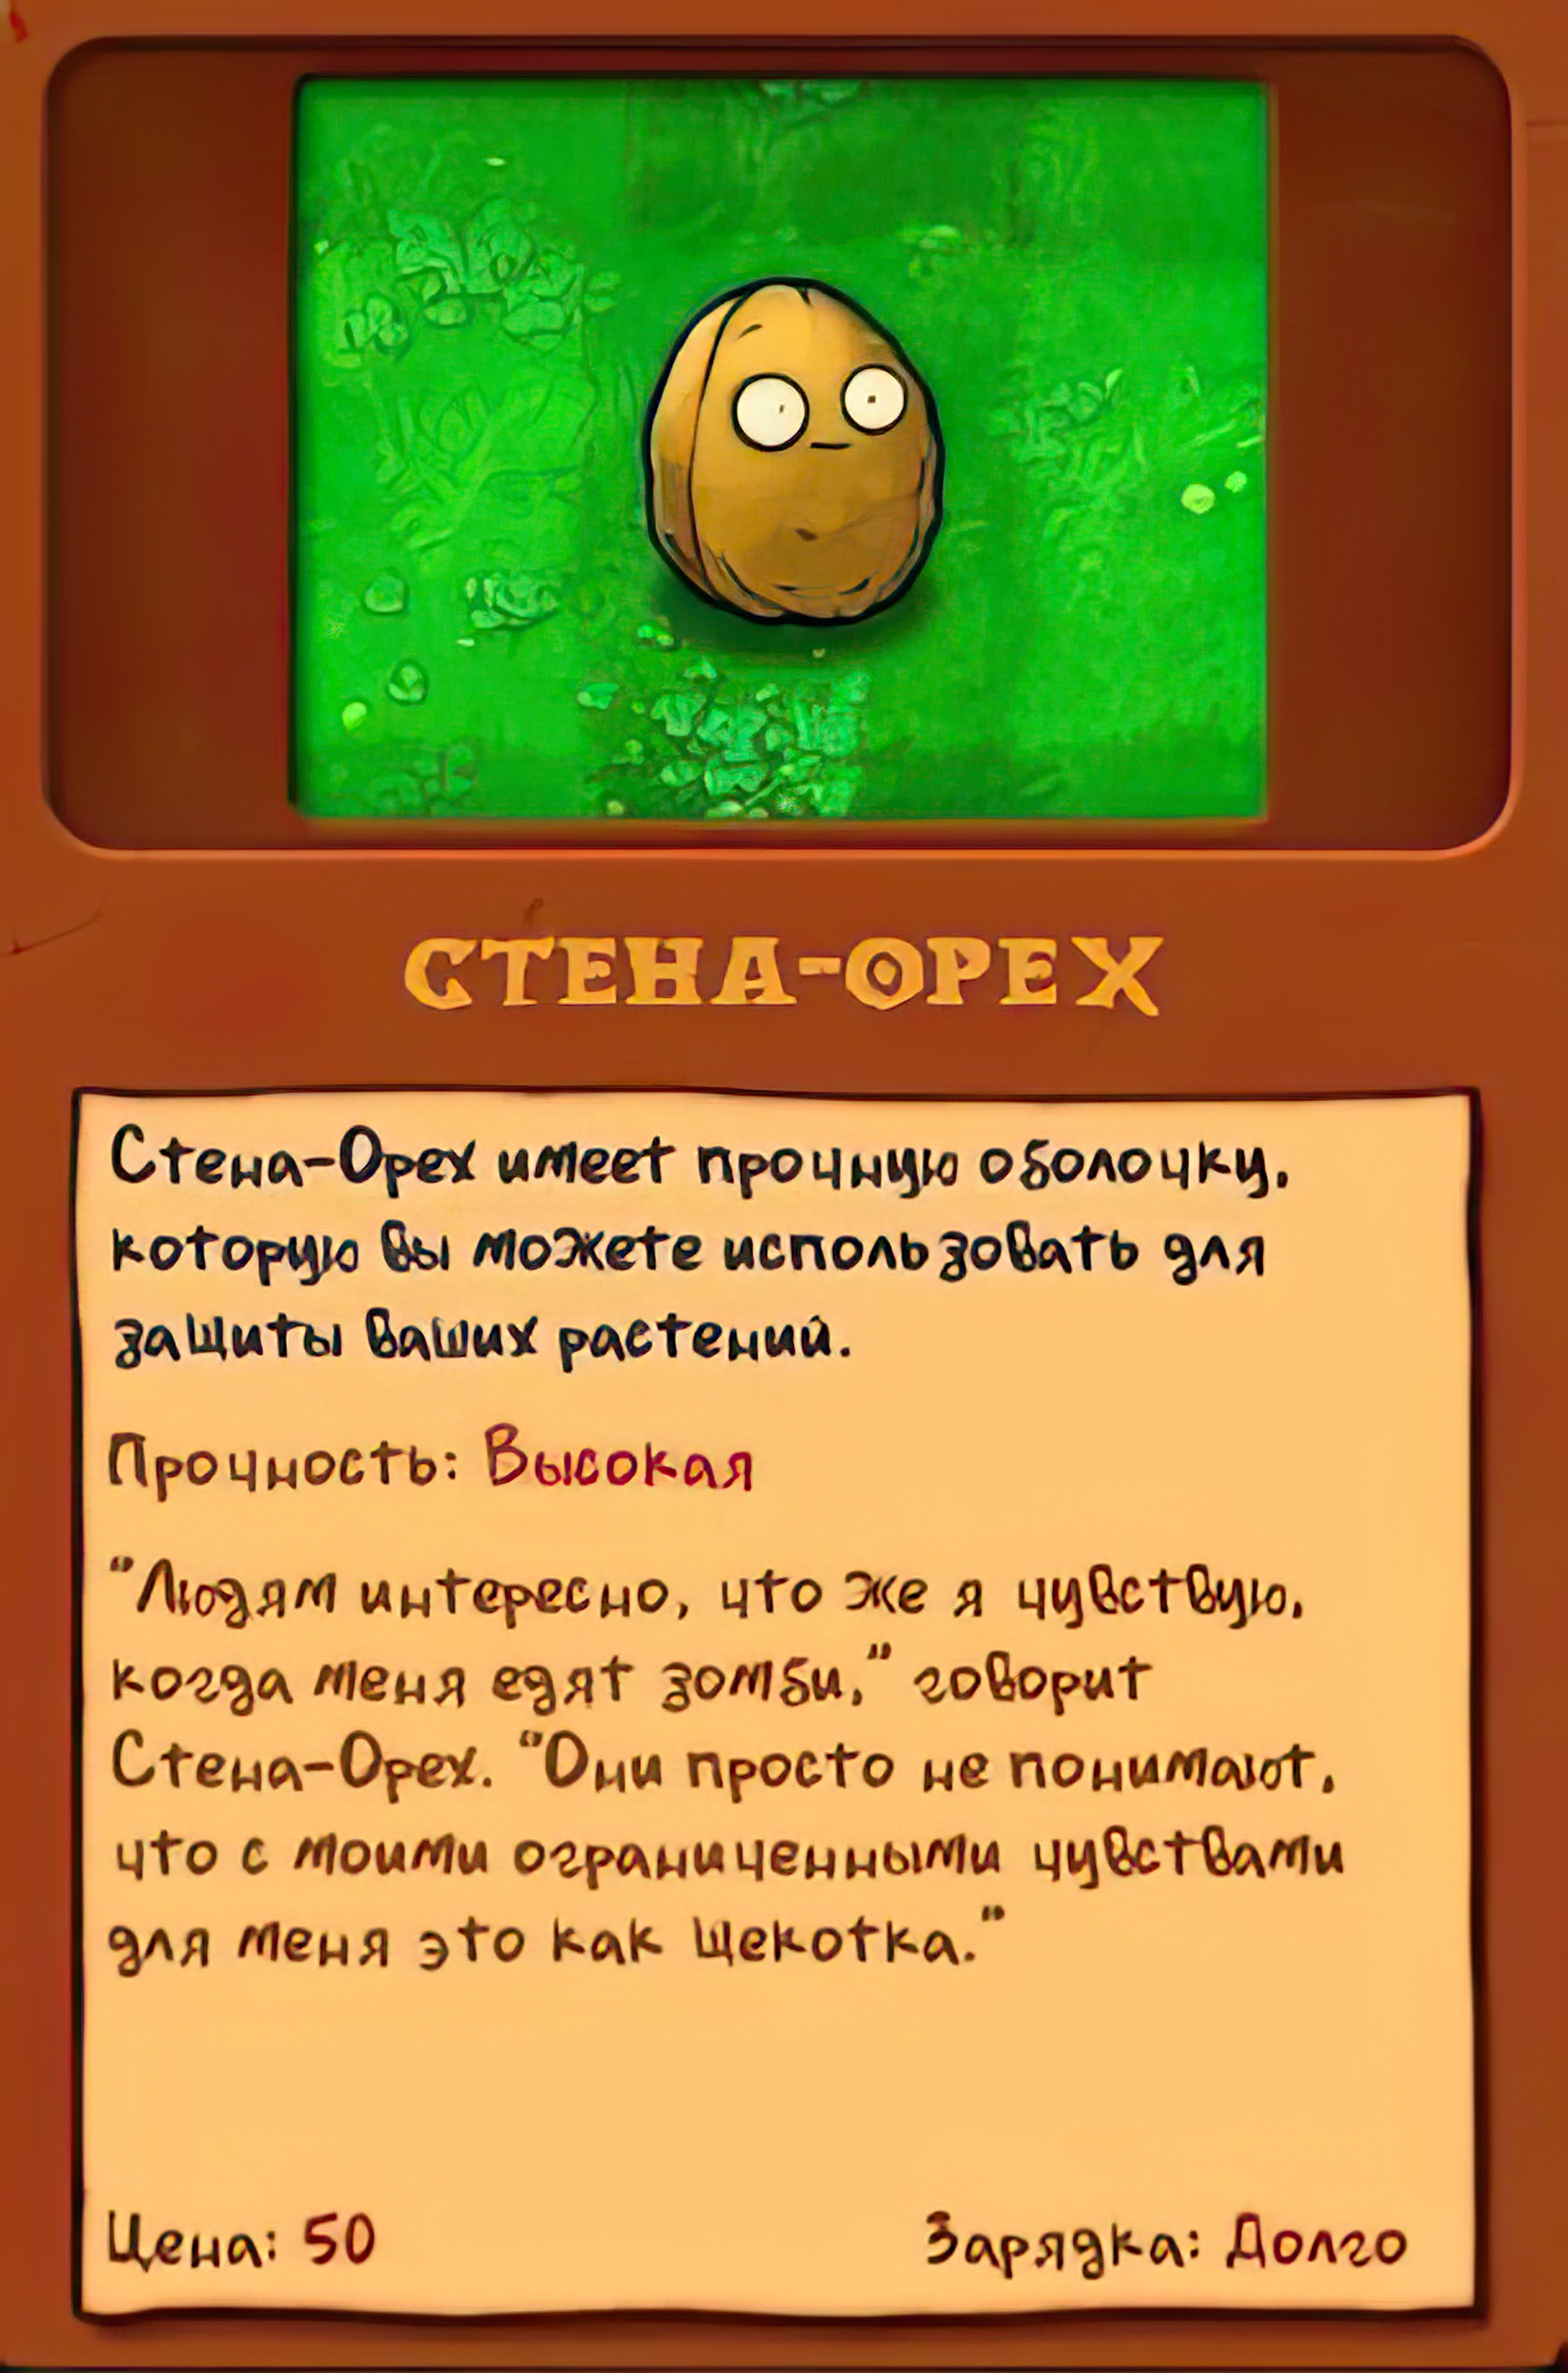 СТЕНА-ОРЕХ
Стена-Орех имеет прочную оболочку,
которую вы можете использовать для
защиты ваших растений.
Прочность: Высокая
"Людям интересно, что же я чувствую,
когда меня едят зомби," говорит
Стена-Орех. "Они просто не понимают,
что с моими ограниченными чувствами
для меня это как щекотка."
Цена: 50
Зарядка: Долго